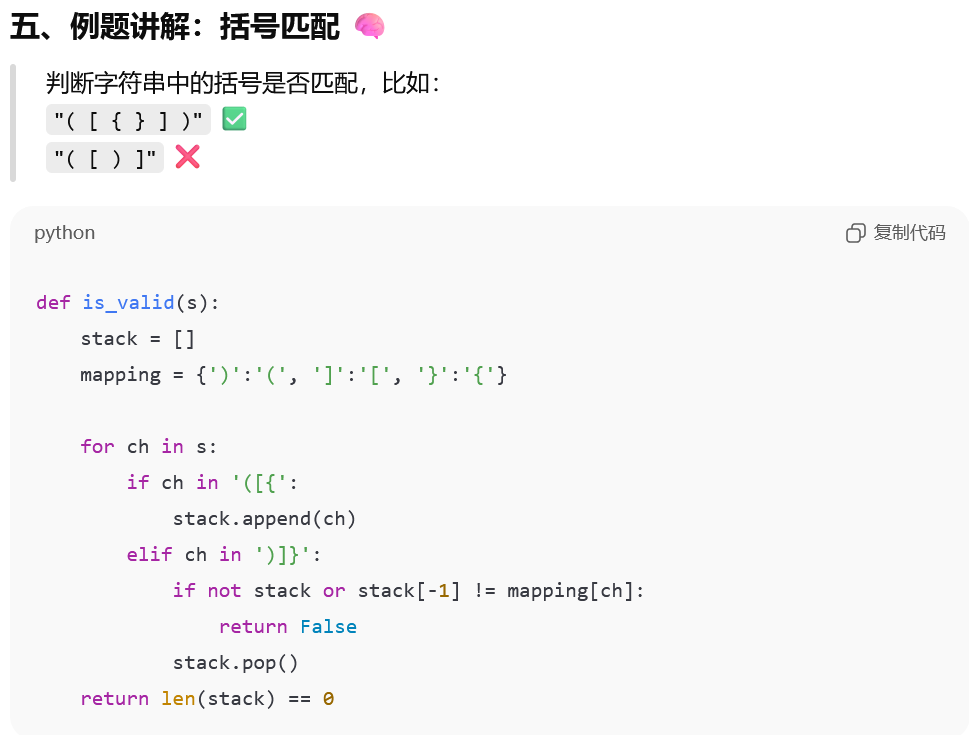 五、例题讲解：括号匹配 🧠
判断字符串中的括号是否匹配，比如：
"( [ { } ] )" ✅
"( [ ) ]" ❌
python
复制代码
def is_valid(s):
    stack = []
    mapping = {')':'(', ']':'[', '}':'{'}
    for ch in s:
        if ch in '([{':
            stack.append(ch)
        elif ch in ')]}':
            if not stack or stack[-1] != mapping[ch]:
                return False
            stack.pop()
    return len(stack) == 0